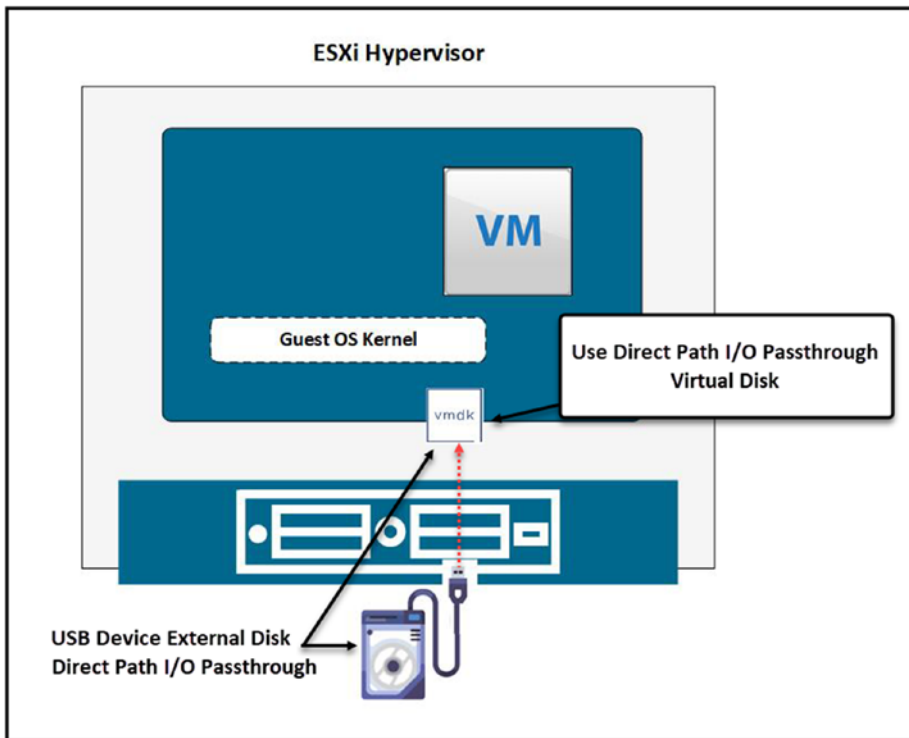 ESXi Hypervisor
VM
Guest OS Kernel
Use Direct Path I/O Passthrough
Virtual Disk
vmdk
USB Device External Disk
Direct Path I/O Passthrough